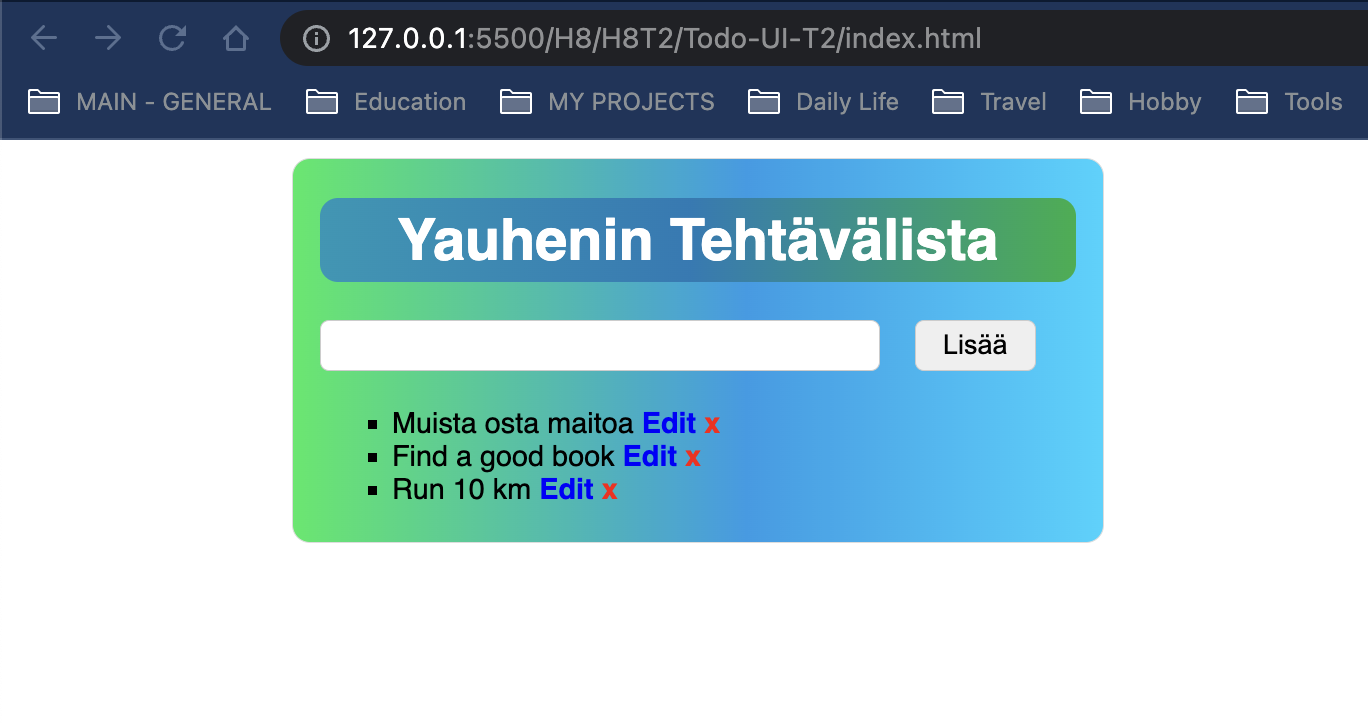 127.0.0.1:5500/H8/H8T2/Todo-UI-T2/index.html
MAIN - GENERAL Education MY PROJECTS Daily Life Travel Hobby Tools
Yauhenin Tehtävälista
Lisää
Muista osta maitoa Edit x
Find a good book Edit x
Run 10 km Edit x